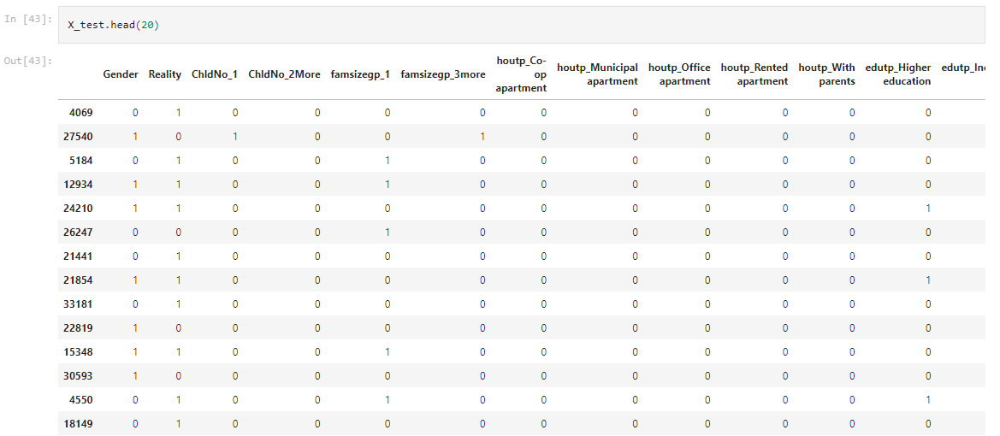 In [43]: X_test.head(20)
Out[43]:
Gender Reality ChldNo_1 ChldNo_2More famsizegp_1 famsizegp_3more houtp_Co-op apartment houtp_Municipal apartment houtp_Office apartment houtp_Rented apartment houtp_With parents edutp_Higher education edutp_Inc
4069 0 1 0 0 0 0 0 0 0 0 0 0
27540 1 0 1 0 0 1 0 0 0 0 0 0
5184 0 1 0 0 1 0 0 0 0 0 0 0
12934 1 1 0 0 1 0 0 0 0 0 0 0
24210 1 1 0 0 0 0 0 0 0 0 0 1
26247 0 0 0 0 1 0 0 0 0 0 0 0
21441 0 1 0 0 0 0 0 0 0 0 0 0
21854 1 1 0 0 0 0 0 0 0 0 0 1
33181 0 1 0 0 0 0 0 0 0 0 0 0
22819 1 0 0 0 0 0 0 0 0 0 0 0
15348 1 1 0 0 1 0 0 0 0 0 0 0
30593 1 0 0 0 0 0 0 0 0 0 0 0
4550 0 1 0 0 1 0 0 0 0 0 0 1
18149 0 1 0 0 0 0 0 0 0 0 0 0